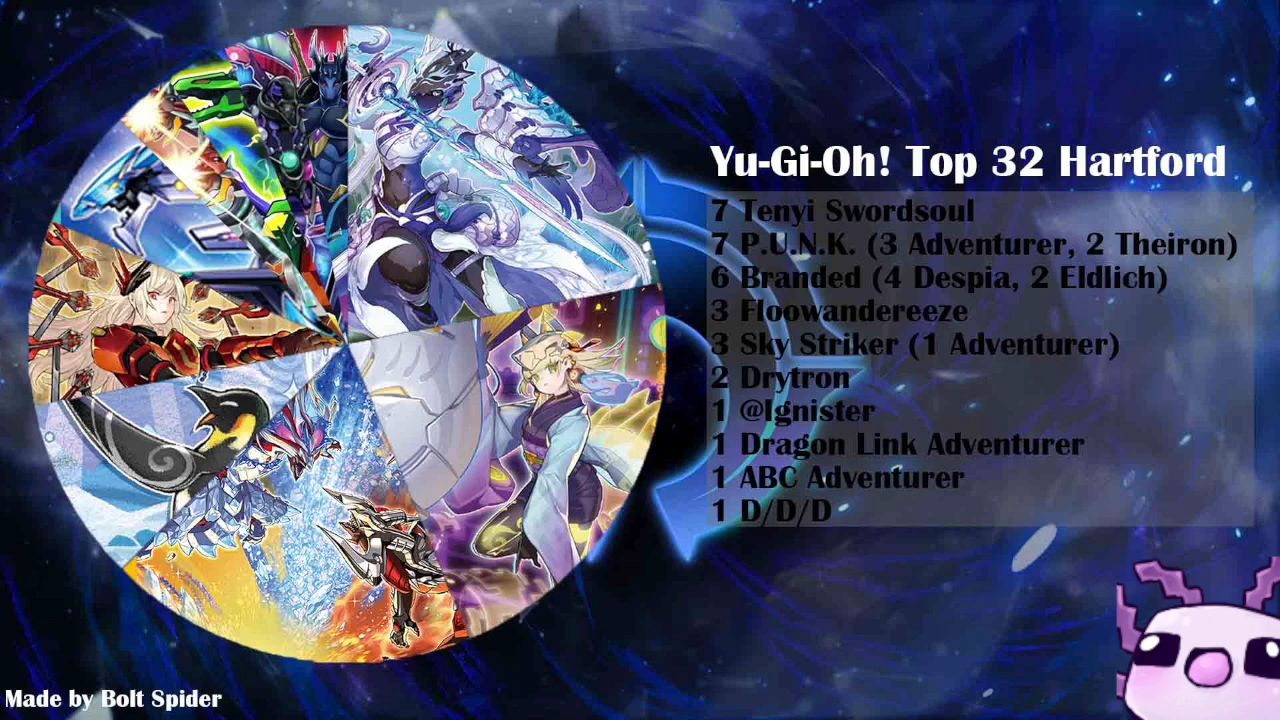 Yu-Gi-Oh! Top 32 Hartford
7 Tenyi Swordsoul
7 P.U.N.K. (3 Adventurer, 2 Theiron)
6 Branded (4 Despia, 2 Eldlich)
3 Floowandereeze
3 Sky Striker (1 Adventurer)
2 Drytron
1 @Ignister
1 Dragon Link Adventurer
1 ABC Adventurer
1 D/D/D
Made by Bolt Spider